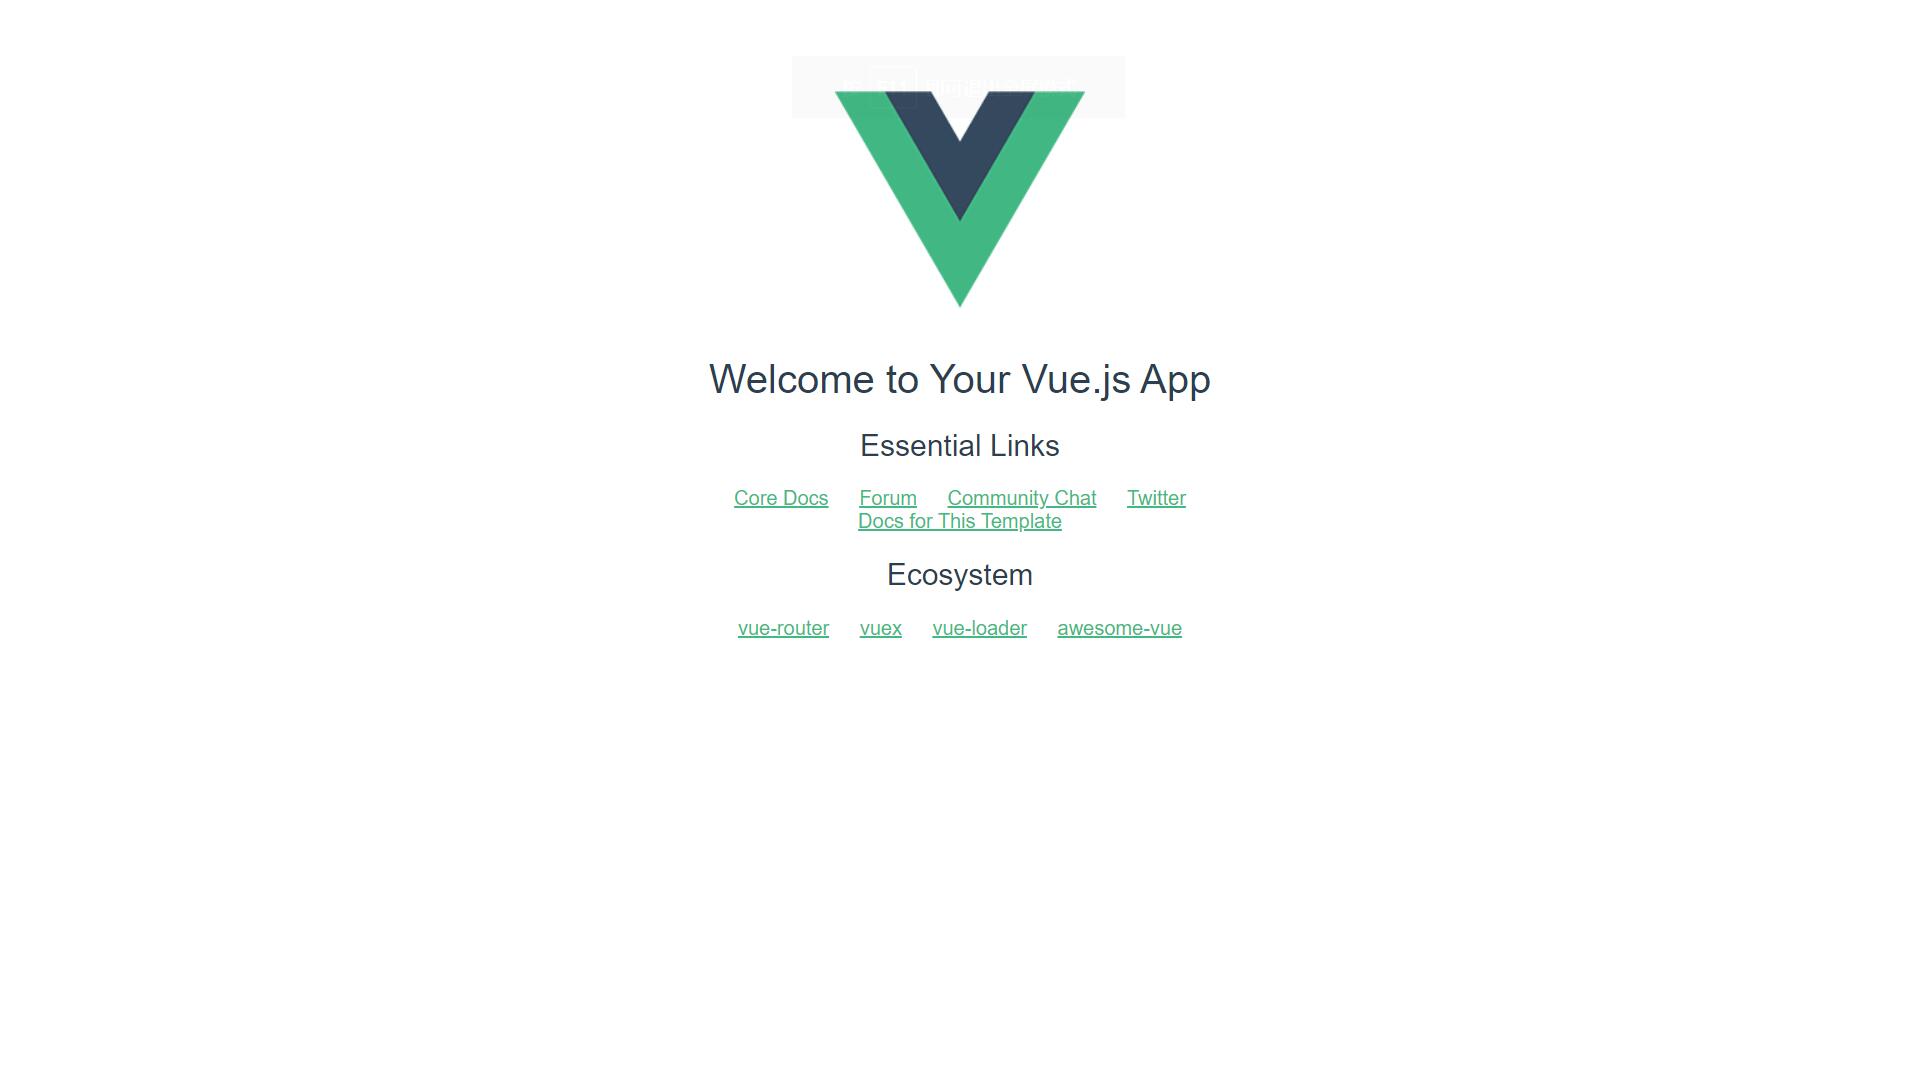 Welcome to Your Vue.js App
Essential Links
Core Docs Forum Community Chat Twitter
Docs for This Template
Ecosystem
vue-router vuex vue-loader awesome-vue